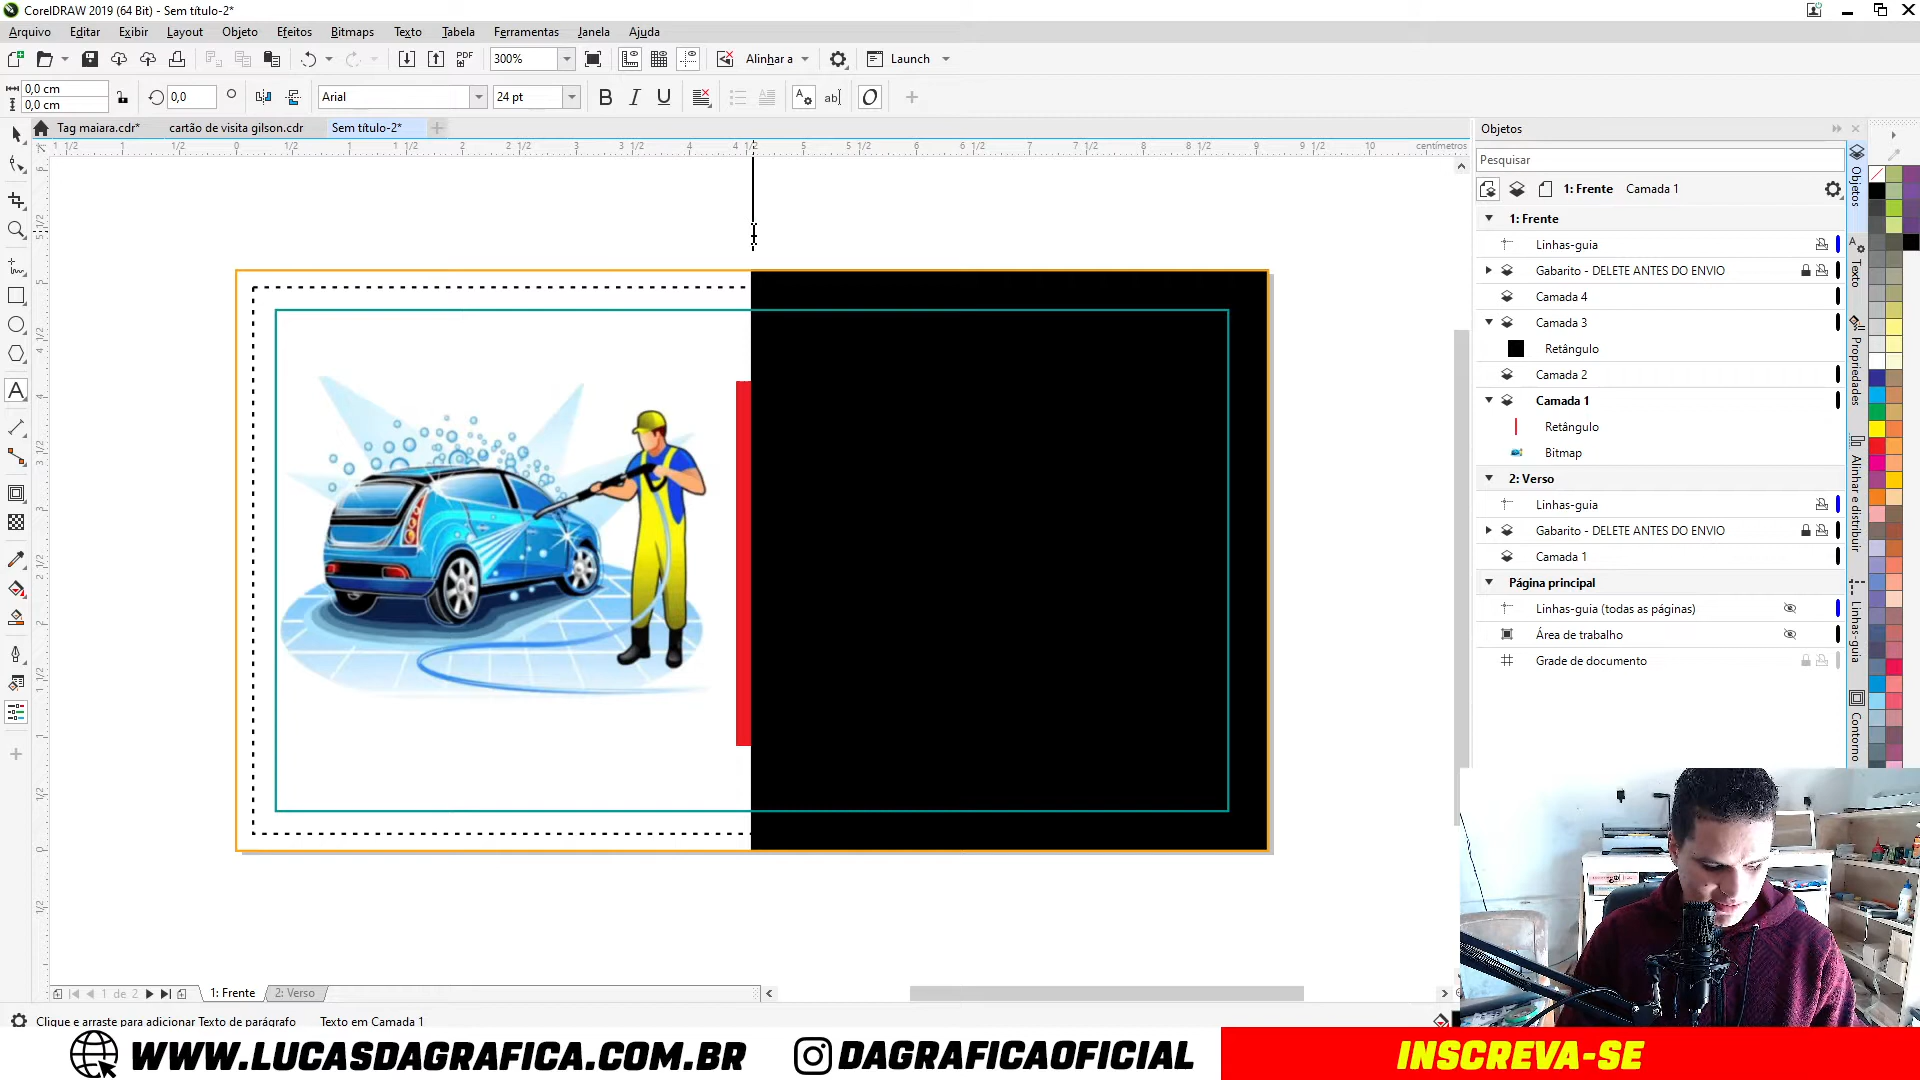 CorelDRAW 2019 (64 Bit) - Sem título-2*
Arquivo Editar Exibir Layout Objeto Efeitos Bitmaps Texto Tabela Ferramentas Janela Ajuda
PDF 300% Alinhar a Launch
0,0 cm
0,0 cm
0,0 Arial 24 pt
Tag maiara.cdr* cartão de visita gilson.cdr Sem título-2*
centímetros
Objetos
Pesquisar
1: Frente Camada 1
1: Frente
Linhas-guia
Gabarito - DELETE ANTES DO ENVIO
Camada 4
Camada 3
Retângulo
Camada 2
Camada 1
Retângulo
Bitmap
2: Verso
Linhas-guia
Gabarito - DELETE ANTES DO ENVIO
Camada 1
Página principal
Linhas-guia (todas as páginas)
Área de trabalho
Grade de documento
Objetos
Texto
Propriedades
Alinhar e distribuir
Linhas-guia
Contorno
1 de 2 1: Frente 2: Verso
Clique e arraste para adicionar Texto de parágrafo Texto em Camada 1
WWW.LUCASDAGRAFICA.COM.BR DAGRAFICAOFICIAL INSCREVA-SE